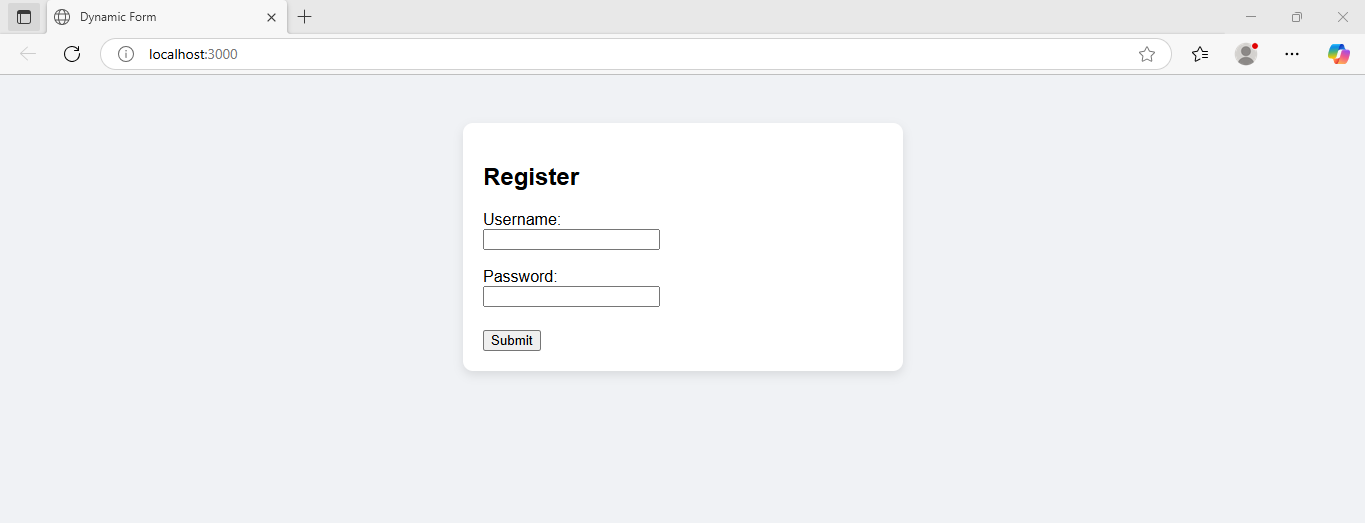 Dynamic Form
localhost:3000
Register
Username:
Password:
Submit